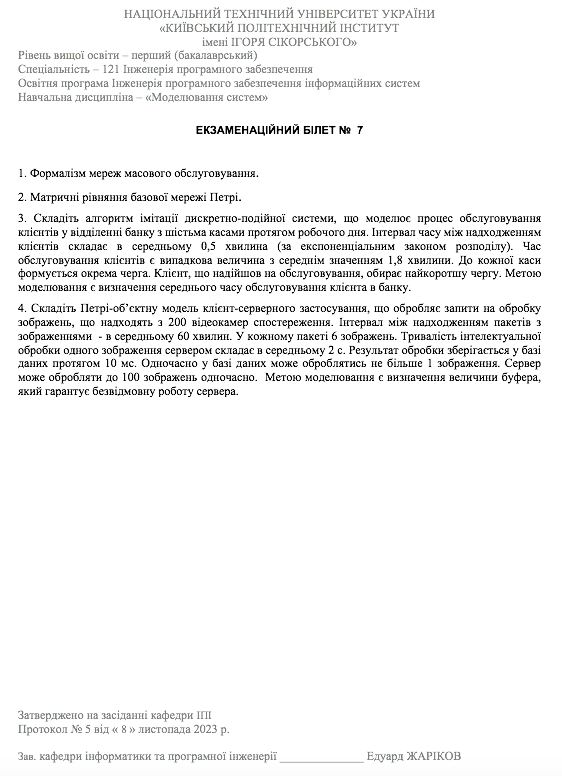 НАЦІОНАЛЬНИЙ ТЕХНІЧНИЙ УНІВЕРСИТЕТ УКРАЇНИ
«КИЇВСЬКИЙ ПОЛІТЕХНІЧНИЙ ІНСТИТУТ
імені ІГОРЯ СІКОРСЬКОГО»
Рівень вищої освіти – перший (бакалаврський)
Спеціальність – 121 Інженерія програмного забезпечення
Освітня програма Інженерія програмного забезпечення інформаційних систем
Навчальна дисципліна – «Моделювання систем»
ЕКЗАМЕНАЦІЙНИЙ БІЛЕТ № 7
1. Формалізм мереж масового обслуговування.
2. Матричні рівняння базової мережі Петрі.
3. Складіть алгоритм імітації дискретно-подійної системи, що моделює процес обслуговування
клієнтів у відділенні банку з шістьма касами протягом робочого дня. Інтервал часу між надходженням
клієнтів складає в середньому 0,5 хвилина (за експоненціальним законом розподілу). Час
обслуговування клієнтів є випадкова величина з середнім значенням 1,8 хвилини. До кожної каси
формується окрема черга. Клієнт, що надійшов на обслуговування, обирає найкоротшу чергу. Метою
моделювання є визначення середнього часу обслуговування клієнта в банку.
4. Складіть Петрі-об’єктну модель клієнт-серверного застосування, що обробляє запити на обробку
зображень, що надходять з 200 відеокамер спостереження. Інтервал між надходженням пакетів з
зображеннями - в середньому 60 хвилин. У кожному пакеті 6 зображень. Тривалість інтелектуальної
обробки одного зображення сервером складає в середньому 2 с. Результат обробки зберігається у базі
даних протягом 10 мс. Одночасно у базі даних може оброблятись не більше 1 зображення. Сервер
може обробляти до 100 зображень одночасно. Метою моделювання є визначення величини буфера,
який гарантує безвідмовну роботу сервера.
Затверджено на засіданні кафедри ІПІ
Протокол № 5 від « 8 » листопада 2023 р.
Зав. кафедри інформатики та програмної інженерії _______________ Едуард ЖАРІКОВ